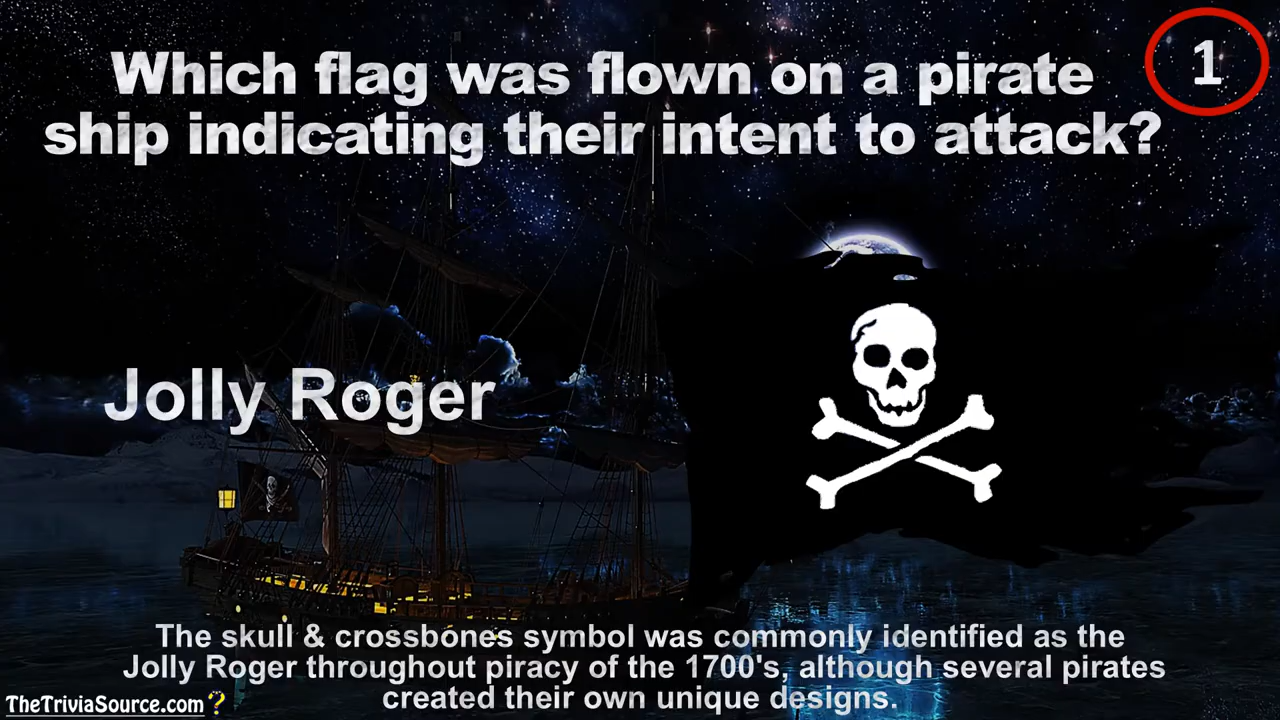 Which flag was flown on a pirate
ship indicating their intent to attack?
1
Jolly Roger
The skull & crossbones symbol was commonly identified as the
Jolly Roger throughout piracy of the 1700's, although several pirates
created their own unique designs.
TheTriviaSource.com?